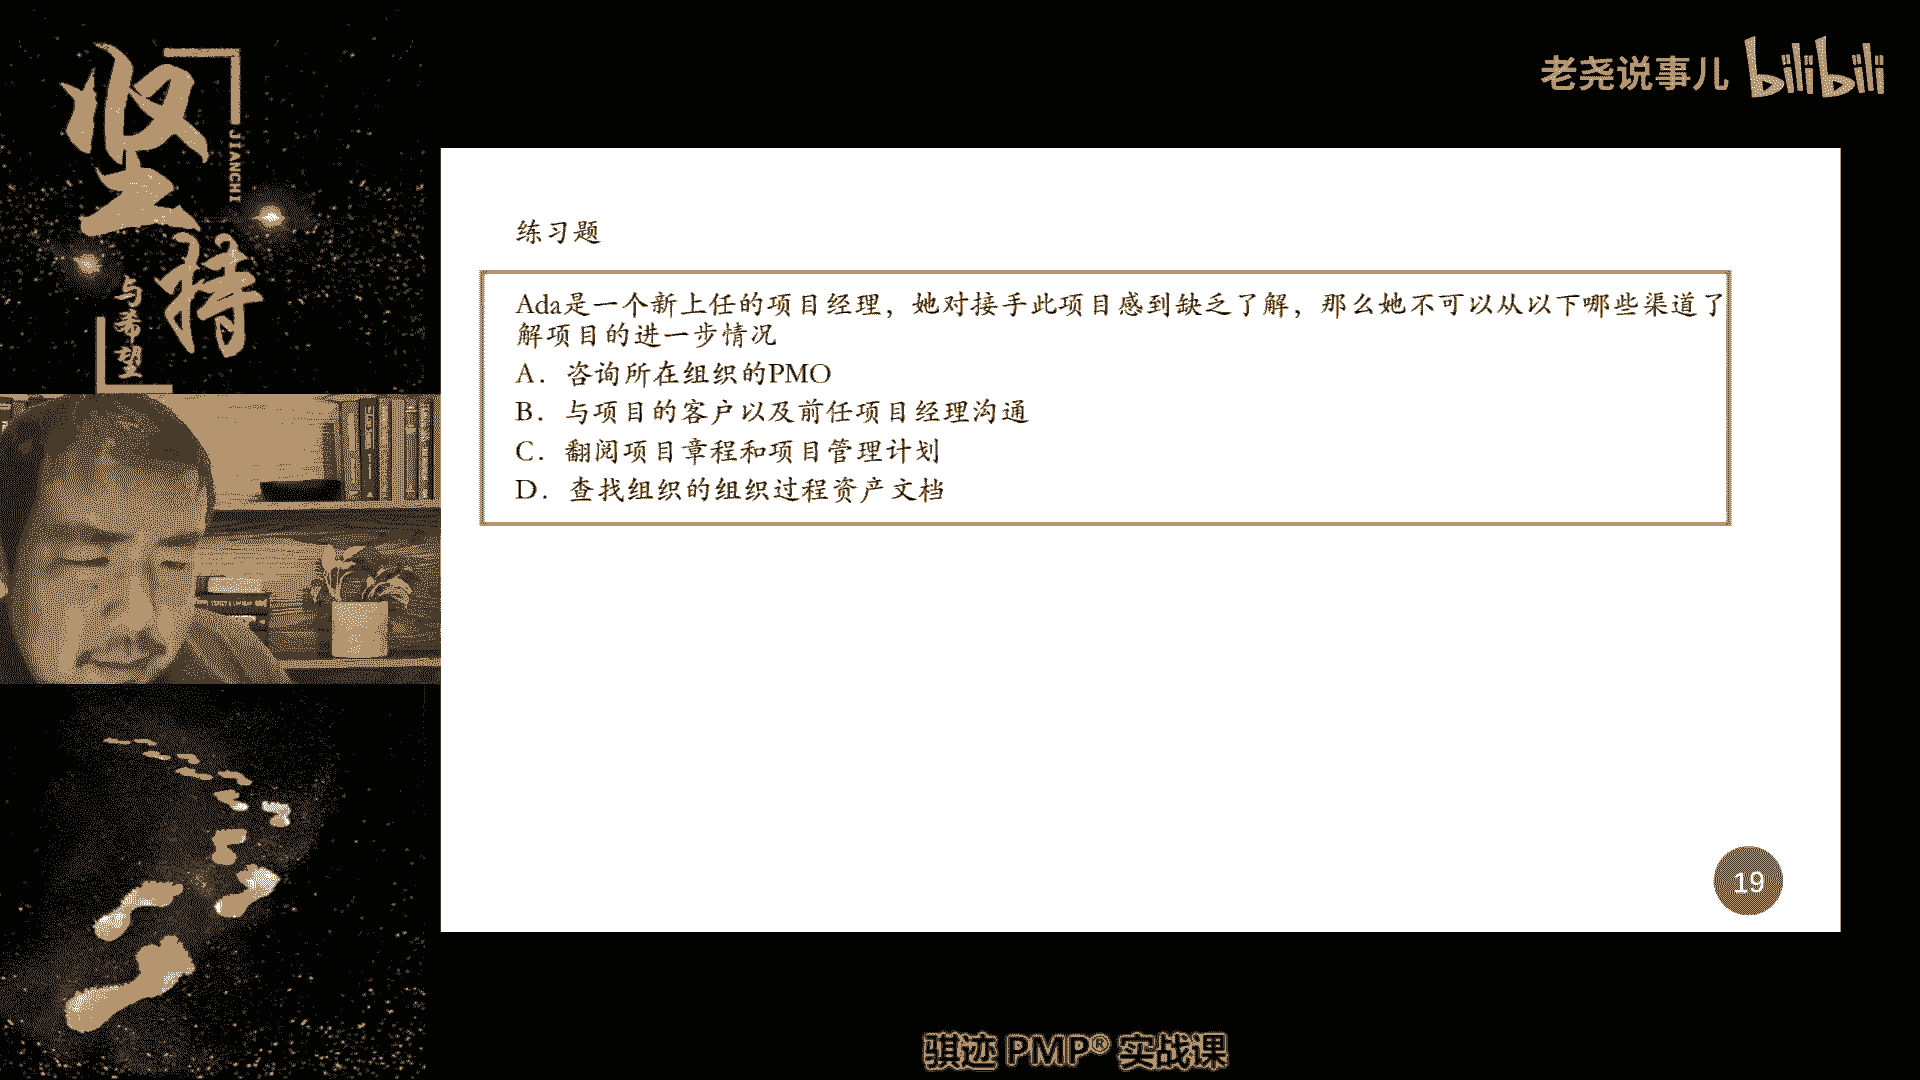 坚持
JIANCHI
与希望
老尧说事儿 bilibili
练习题
Ada是一个新上任的项目经理，她对接手此项目感到缺乏了解，那么她不可以从以下哪些渠道了
解项目的进一步情况
A．咨询所在组织的PMO
B．与项目的客户以及前任项目经理沟通
C．翻阅项目章程和项目管理计划
D．查找组织的组织过程资产文档
19
骐迹 PMP® 实战课